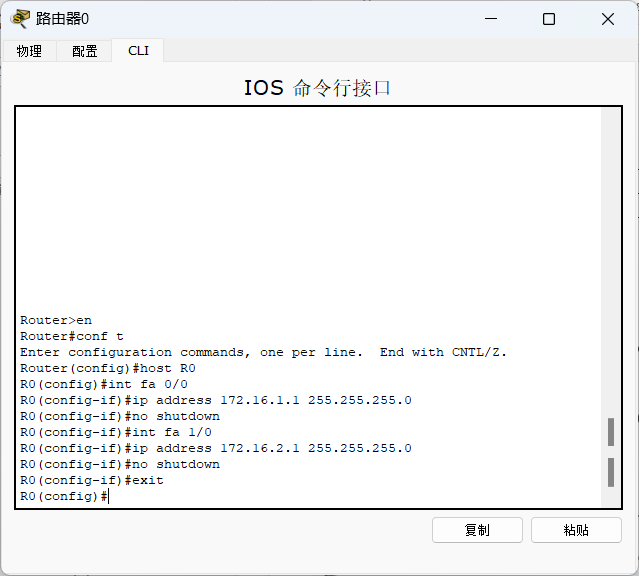 路由器0
物理 配置 CLI
IOS 命令行接口
Router>en
Router#conf t
Enter configuration commands, one per line.  End with CNTL/Z.
Router(config)#host R0
R0(config)#int fa 0/0
R0(config-if)#ip address 172.16.1.1 255.255.255.0
R0(config-if)#no shutdown
R0(config-if)#int fa 1/0
R0(config-if)#ip address 172.16.2.1 255.255.255.0
R0(config-if)#no shutdown
R0(config-if)#exit
R0(config)#
复制 粘贴